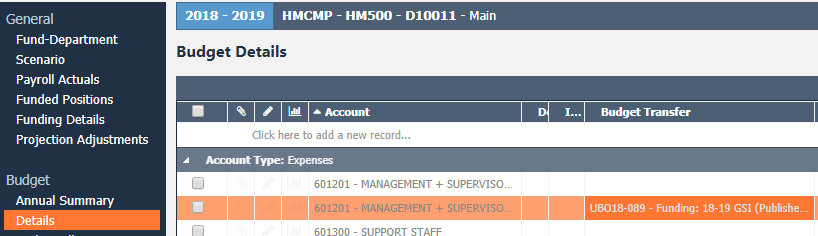 General
Fund-Department
Scenario
Payroll Actuals
Funded Positions
Funding Details
Projection Adjustments
Budget
Annual Summary
Details
2018 - 2019 HMCMP - HM500 - D10011 - Main
Budget Details
Account I... Budget Transfer
Click here to add a new record...
Account Type: Expenses
601201 - MANAGEMENT + SUPERVISO...
601201 - MANAGEMENT + SUPERVISO... UBO18-089 - Funding: 18-19 GSI (Publishe...
601300 - SUPPORT STAFF